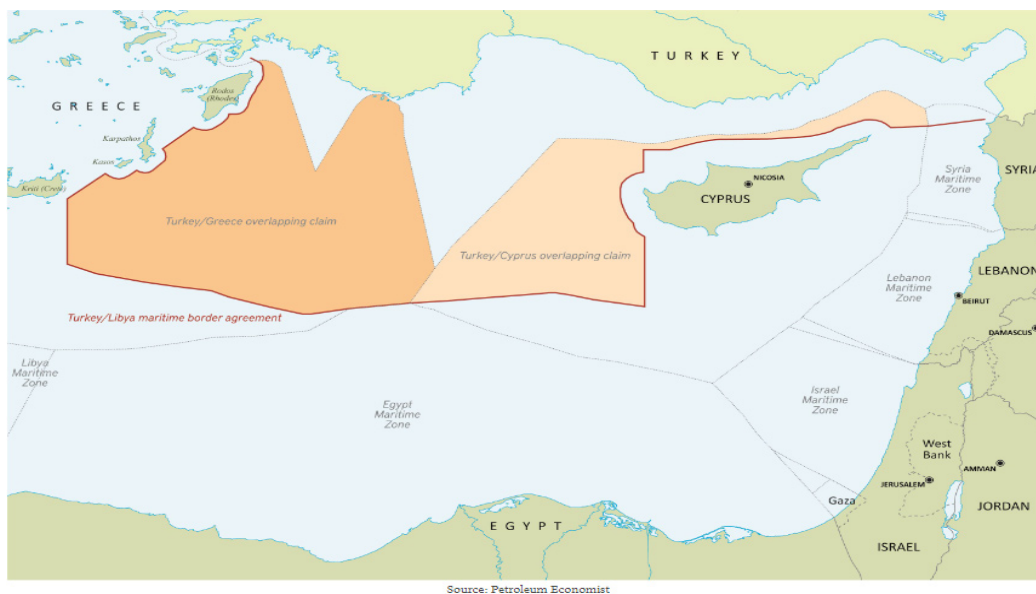 TURKEY
GREECE
Rodos
(Rhodes)
Karpathos
Kasos
Kriti (Crete)
NICOSIA
CYPRUS
Syria
Maritime
Zone
SYRIA
Turkey/Greece overlapping claim
Turkey/Cyprus overlapping claim
Lebanon
Maritime
Zone
LEBANON
BEIRUT
DAMASCUS
Turkey/Libya maritime border agreement
Libya
Maritime
Zone
Egypt
Maritime
Zone
Israel
Maritime
Zone
West
Bank
AMMAN
JERUSALEM
Gaza
JORDAN
EGYPT
ISRAEL
Source: Petroleum Economist